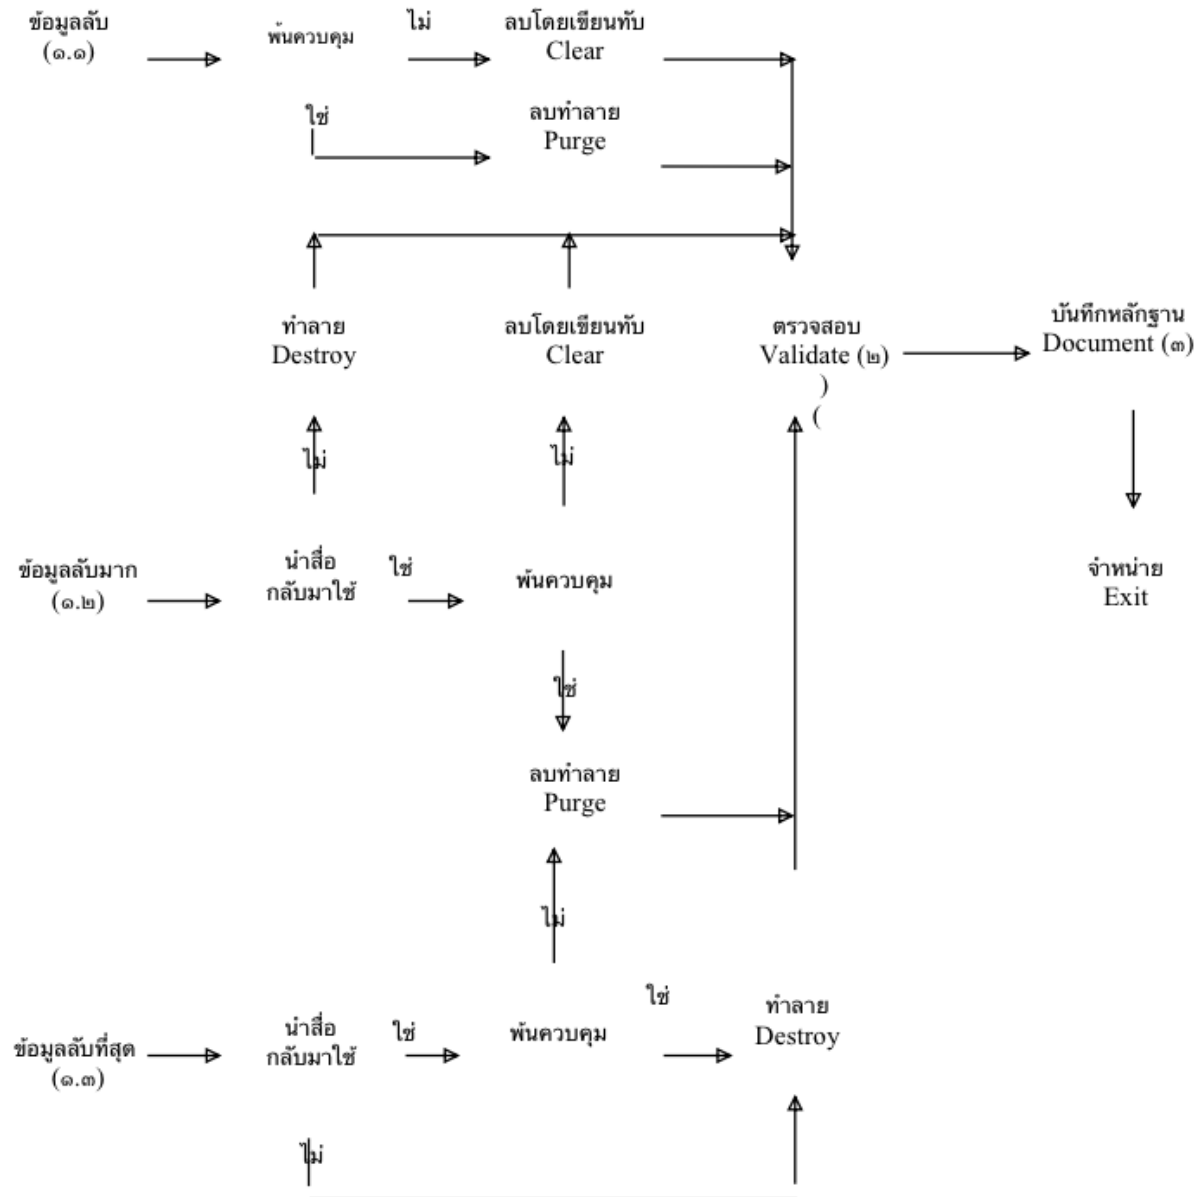 ข้อมูลลับ
(๑.๑)
พ้นควบคุม
ไม่
ลบโดยเขียนทับ
Clear
ใช่
ลบทำลาย
Purge
ทำลาย
Destroy
ลบโดยเขียนทับ
Clear
ตรวจสอบ
Validate (๒)
)
(
บันทึกหลักฐาน
Document (๓)
ไม่
ไม่
ข้อมูลลับมาก
(๑.๒)
นำสื่อ
กลับมาใช้
ใช่
พ้นควบคุม
จำหน่าย
Exit
ใช่
ลบทำลาย
Purge
ไม่
ข้อมูลลับที่สุด
(๑.๓)
นำสื่อ
กลับมาใช้
ใช่
พ้นควบคุม
ใช่
ทำลาย
Destroy
ไม่